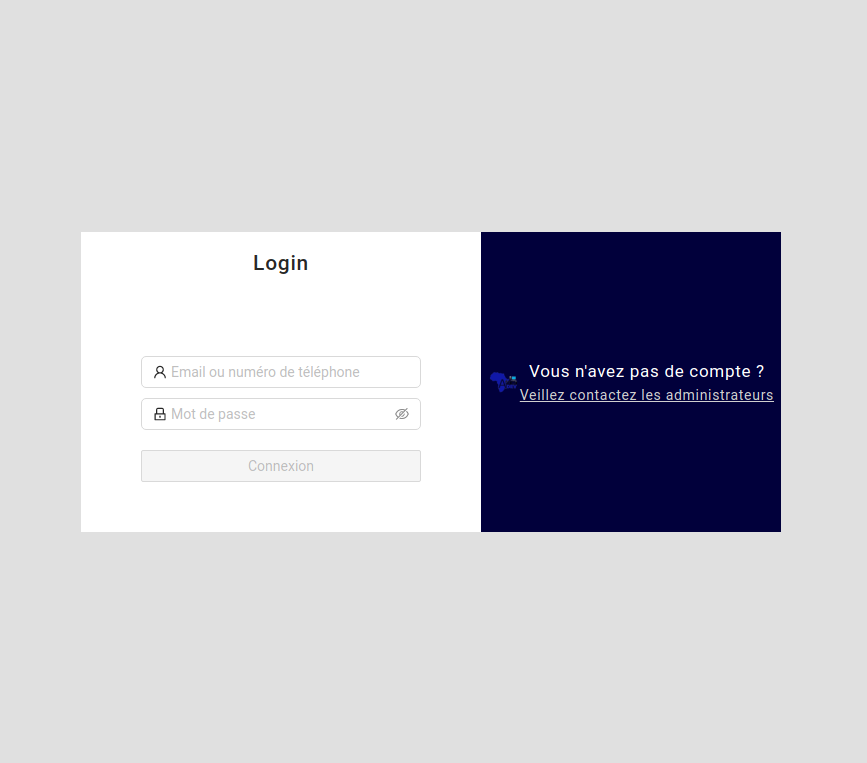 Login
Email ou numéro de téléphone
Mot de passe
Connexion
Vous n'avez pas de compte ?
Veillez contactez les administrateurs